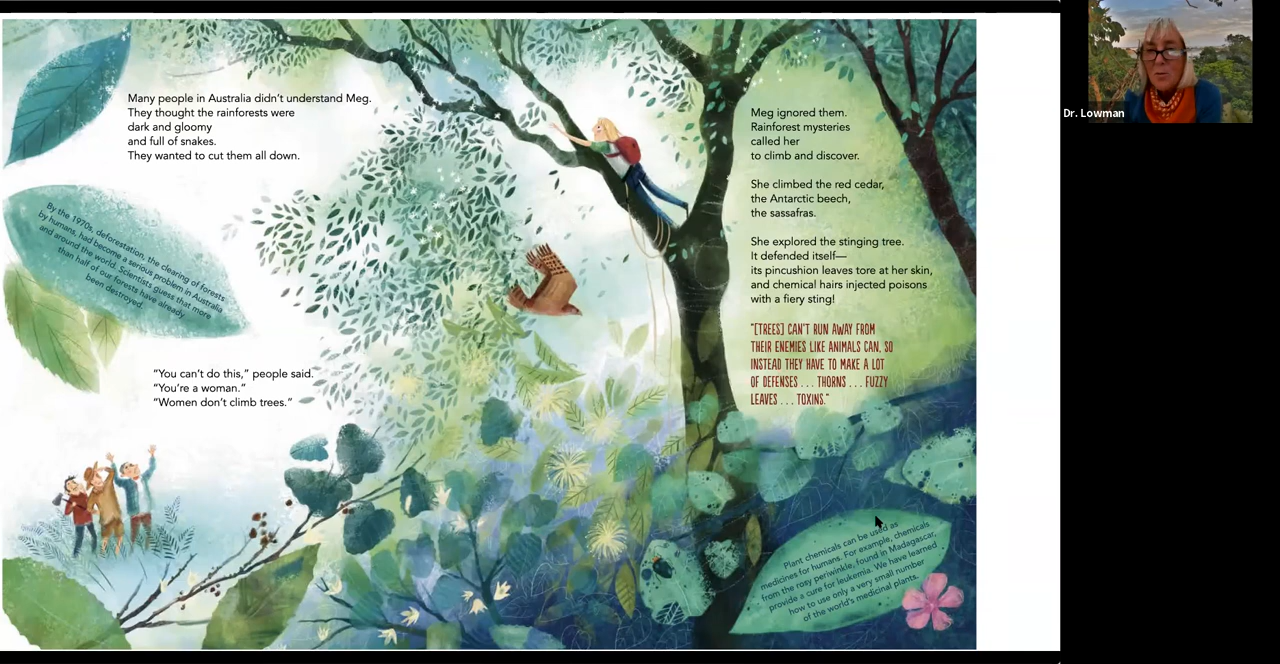 Many people in Australia didn't understand Meg.
They thought the rainforests were
dark and gloomy
and full of snakes.
They wanted to cut them all down.
By the 1970s, deforestation, the clearing of forests
by humans, had become a serious problem in Australia
and around the world. Scientists guess that more
than half of our forests have already
been destroyed.
"You can't do this," people said.
"You're a woman."
"Women don't climb trees."
Meg ignored them.
Rainforest mysteries
called her
to climb and discover.
She climbed the red cedar,
the Antarctic beech,
the sassafras.
She explored the stinging tree.
It defended itself—
its pincushion leaves tore at her skin,
and chemical hairs injected poisons
with a fiery sting!
"[TREES] CAN'T RUN AWAY FROM
THEIR ENEMIES LIKE ANIMALS CAN, SO
INSTEAD THEY HAVE TO MAKE A LOT
OF DEFENSES . . . THORNS . . . FUZZY
LEAVES . . . TOXINS."
Plant chemicals can be used as
medicines for humans. For example, chemicals
from the rosy periwinkle, found in Madagascar,
provide a cure for leukemia. We have learned
how to use only a very small number
of the world's medicinal plants.
Dr. Lowman